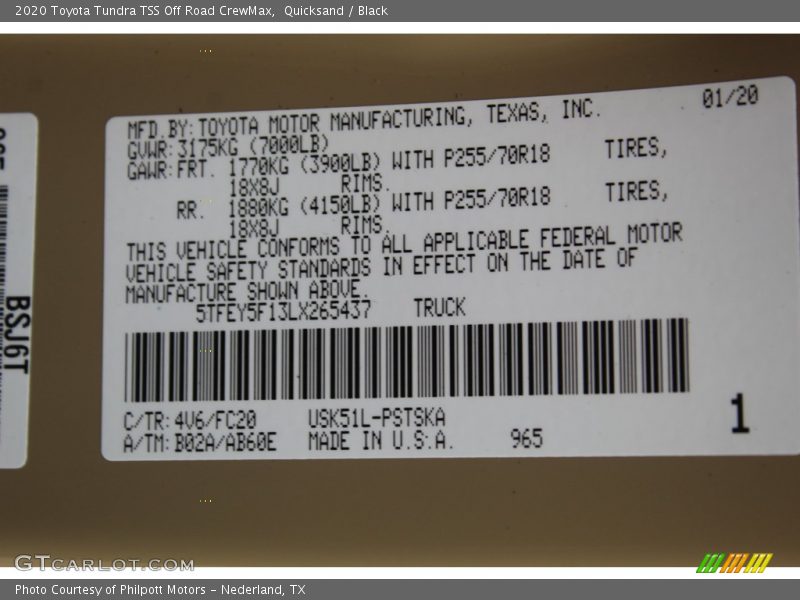 2020 Toyota Tundra TSS Off Road CrewMax, Quicksand / Black
01/20
MFD.BY:TOYOTA MOTOR MANUFACTURING, TEXAS, INC.
GVWR:3175KG (7000LB)
GAWR:FRT. 1770KG (3900LB) WITH P255/70R18 TIRES,
18X8J RIMS.
RR. 1880KG (4150LB) WITH P255/70R18 TIRES,
18X8J RIMS.
THIS VEHICLE CONFORMS TO ALL APPLICABLE FEDERAL MOTOR
VEHICLE SAFETY STANDARDS IN EFFECT ON THE DATE OF
MANUFACTURE SHOWN ABOVE.
5TFEY5F13LX265437 TRUCK
C/TR:4V6/FC20 USK51L-PSTSKA
A/TM:B02A/AB60E MADE IN U.S.A. 965
1
BSJ6T
GTCARLOT.COM
Photo Courtesy of Philpott Motors - Nederland, TX